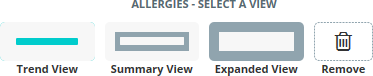 ALLERGIES - SELECT A VIEW
Trend View Summary View Expanded View Remove